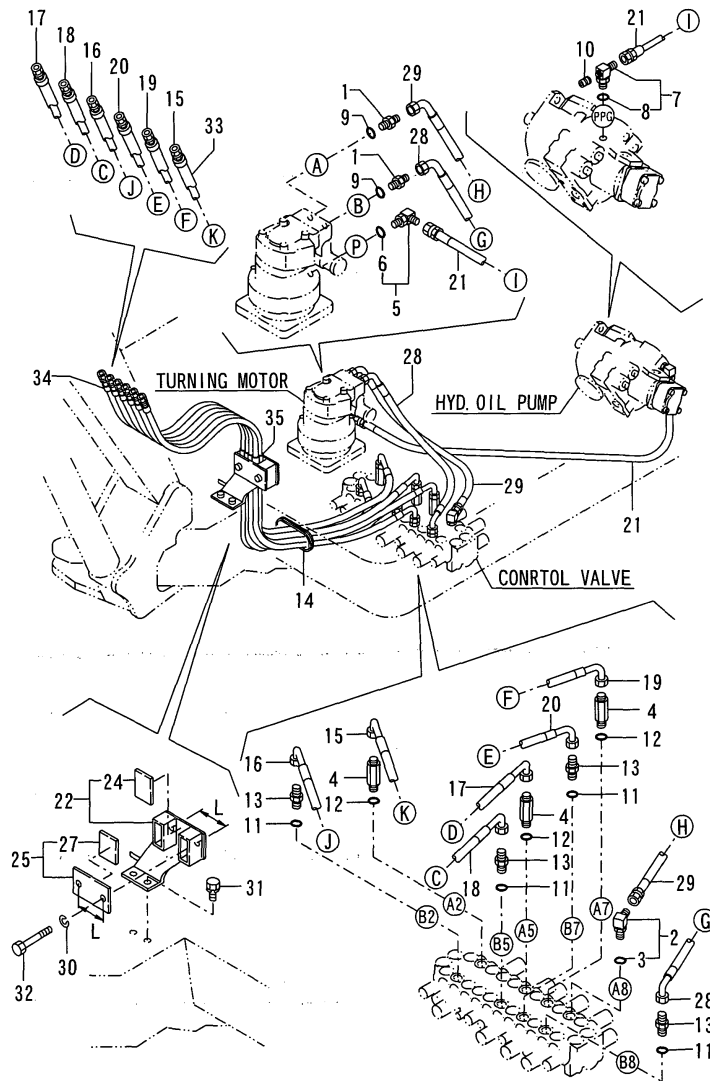 17
18
16
20
19
15
33
D
C
J
E
F
K
1
9
A
29
H
1
9
B
28
G
P
6
5
21
I
21
I
10
8
7
PPG
34
TURNING MOTOR
28
HYD. OIL PUMP
35
29
21
14
CONRTOL VALVE
F
19
4
12
E
20
13
11
15
16
4
13
12
11
K
J
17
D
4
12
C
18
13
11
H
29
2
3
G
28
13
11
B2
A2
B5
A5
B7
A7
A8
B8
24
22
L
27
25
31
L
30
32